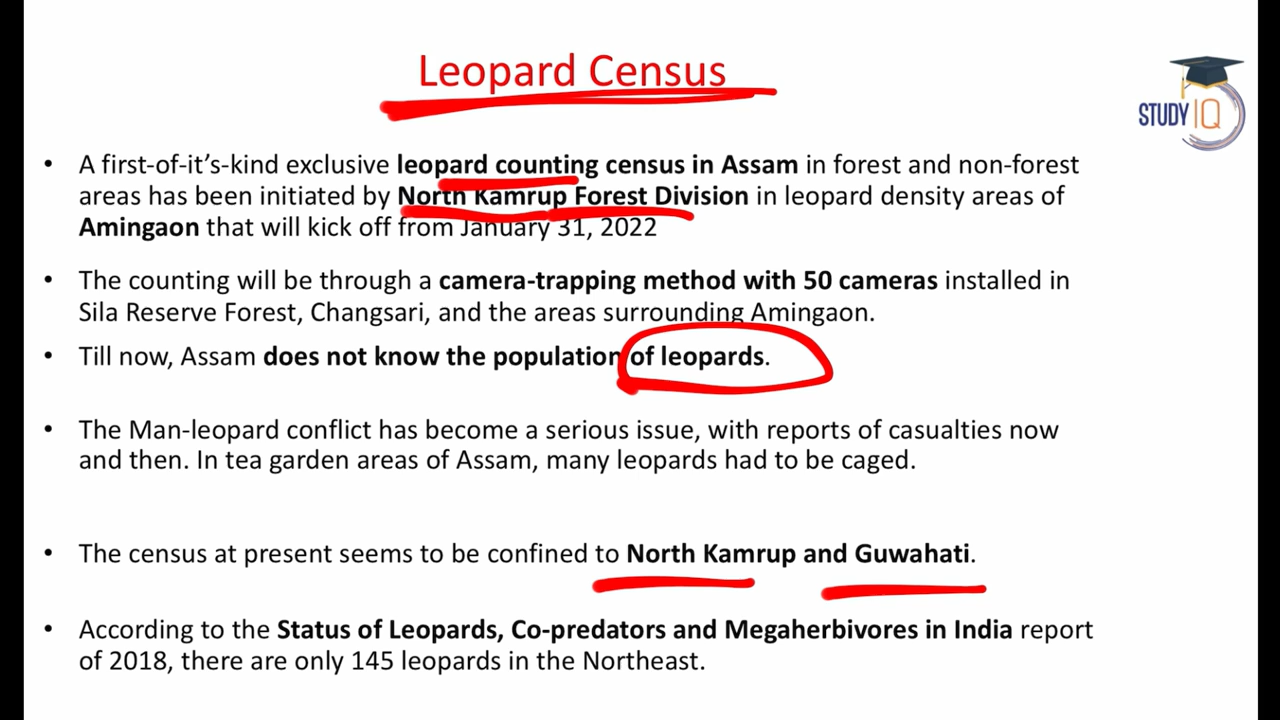 Leopard Census
STUDY IQ
• A first-of-it’s-kind exclusive leopard counting census in Assam in forest and non-forest
areas has been initiated by North Kamrup Forest Division in leopard density areas of
Amingaon that will kick off from January 31, 2022
• The counting will be through a camera-trapping method with 50 cameras installed in
Sila Reserve Forest, Changsari, and the areas surrounding Amingaon.
• Till now, Assam does not know the population of leopards.
• The Man-leopard conflict has become a serious issue, with reports of casualties now
and then. In tea garden areas of Assam, many leopards had to be caged.
• The census at present seems to be confined to North Kamrup and Guwahati.
• According to the Status of Leopards, Co-predators and Megaherbivores in India report
of 2018, there are only 145 leopards in the Northeast.